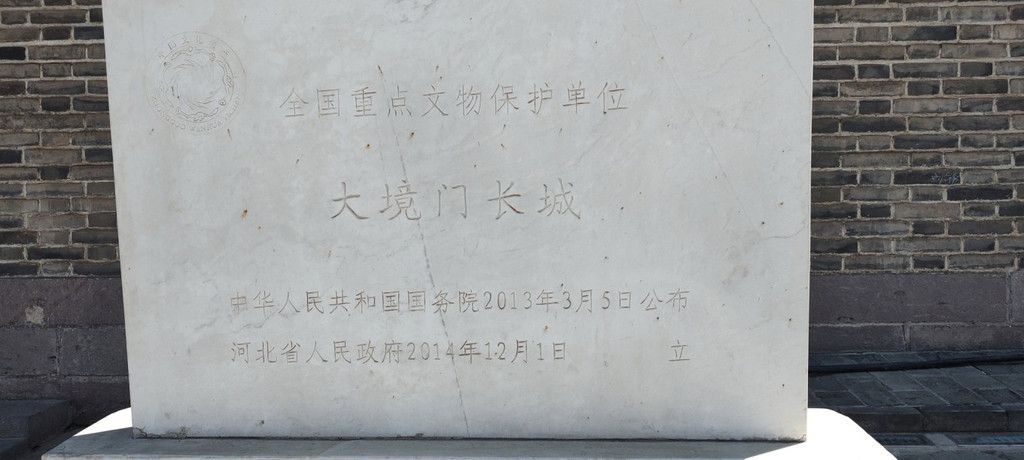 全国重点文物保护单位
大境门长城
中华人民共和国国务院2013年3月5日公布
河北省人民政府2014年12月1日 立